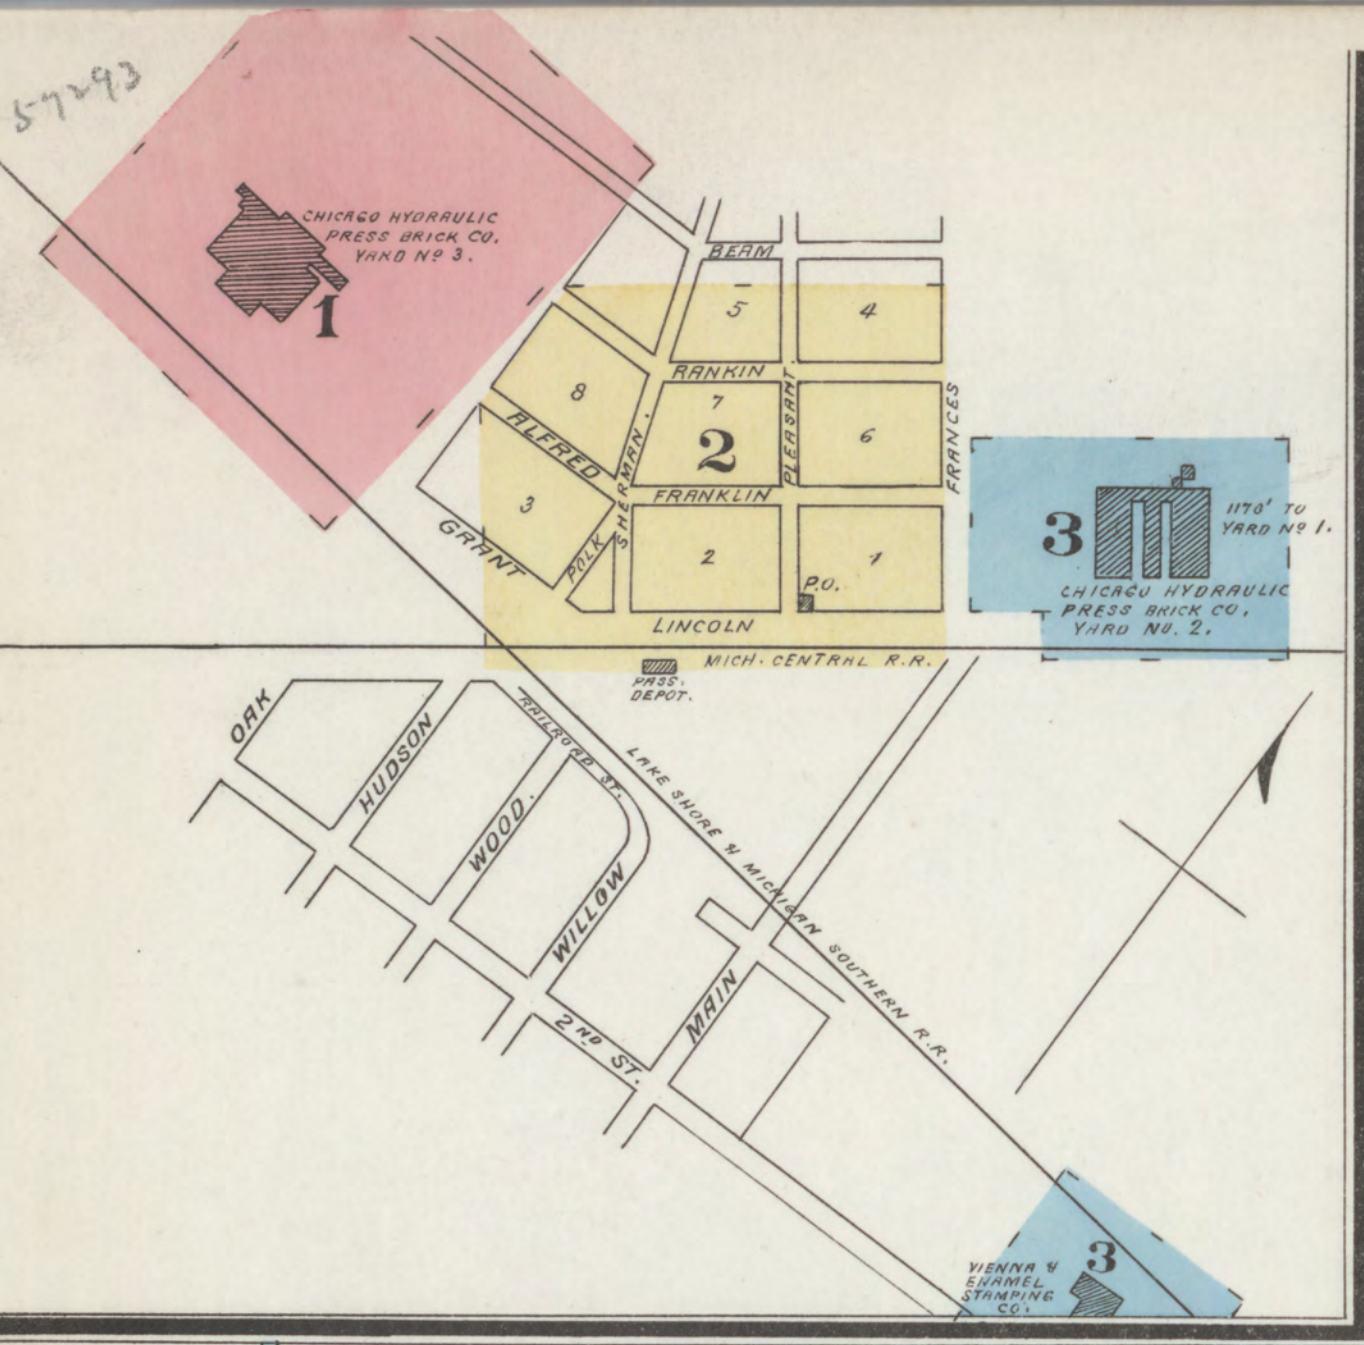 57293
CHICAGO HYDRAULIC
PRESS BRICK CO.
YARD Nº 3.
1
BEAM
5
4
RANKIN
8
7
2
6
PLEASANT.
FRANCES
ALFRED
SHERMAN.
FRANKLIN
3
GRANT
POLK
2
1
P.O.
LINCOLN
3
1170' TO
YARD Nº 1.
CHICAGO HYDRAULIC
PRESS BRICK CO.
YARD NO. 2.
MICH. CENTRAL R.R.
PASS.
DEPOT.
OAK
HUDSON
RAILROAD ST.
WOOD.
WILLOW
LAKE SHORE & MICHIGAN SOUTHERN R.R.
MAIN
2ND ST.
3
VIENNA &
ENAMEL
STAMPING
CO.